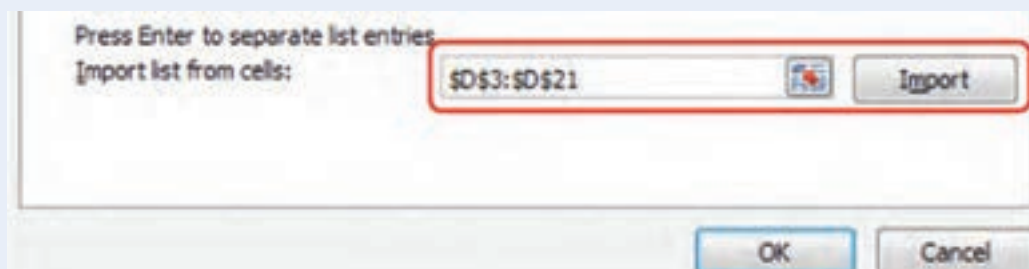 Press Enter to separate list entries.
Import list from cells: $D$3:$D$21 Import
OK Cancel